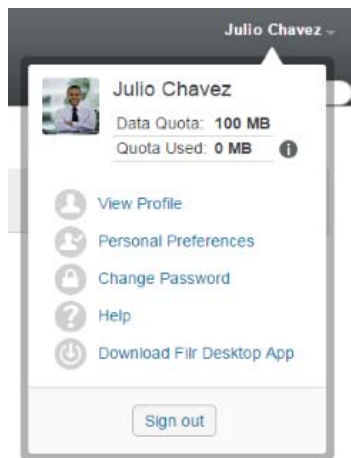 Julio Chavez
Julio Chavez
Data Quota: 100 MB
Quota Used: 0 MB
View Profile
Personal Preferences
Change Password
Help
Download Filr Desktop App
Sign out